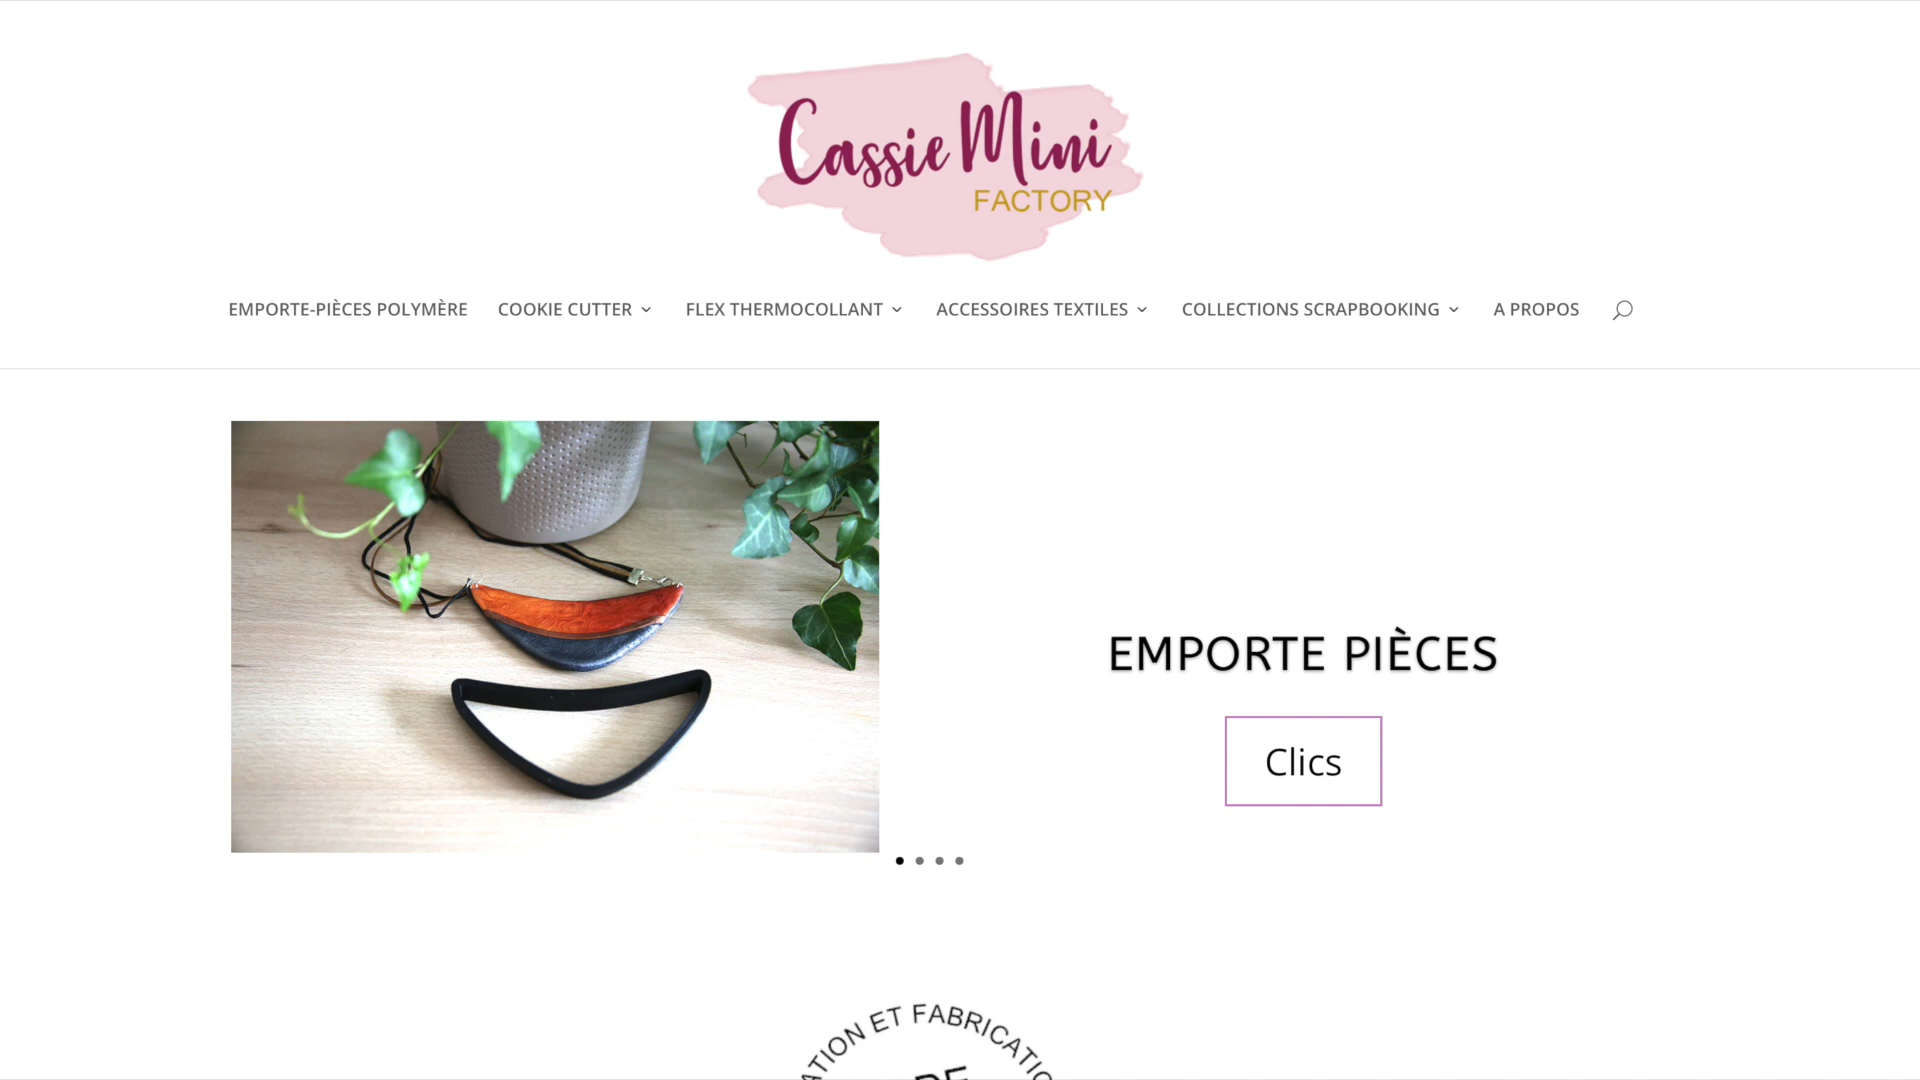 Cassie Mini
FACTORY
EMPORTE-PIÈCES POLYMÈRE COOKIE CUTTER FLEX THERMOCOLLANT ACCESSOIRES TEXTILES COLLECTIONS SCRAPBOOKING A PROPOS
EMPORTE PIÈCES
Clics
ET